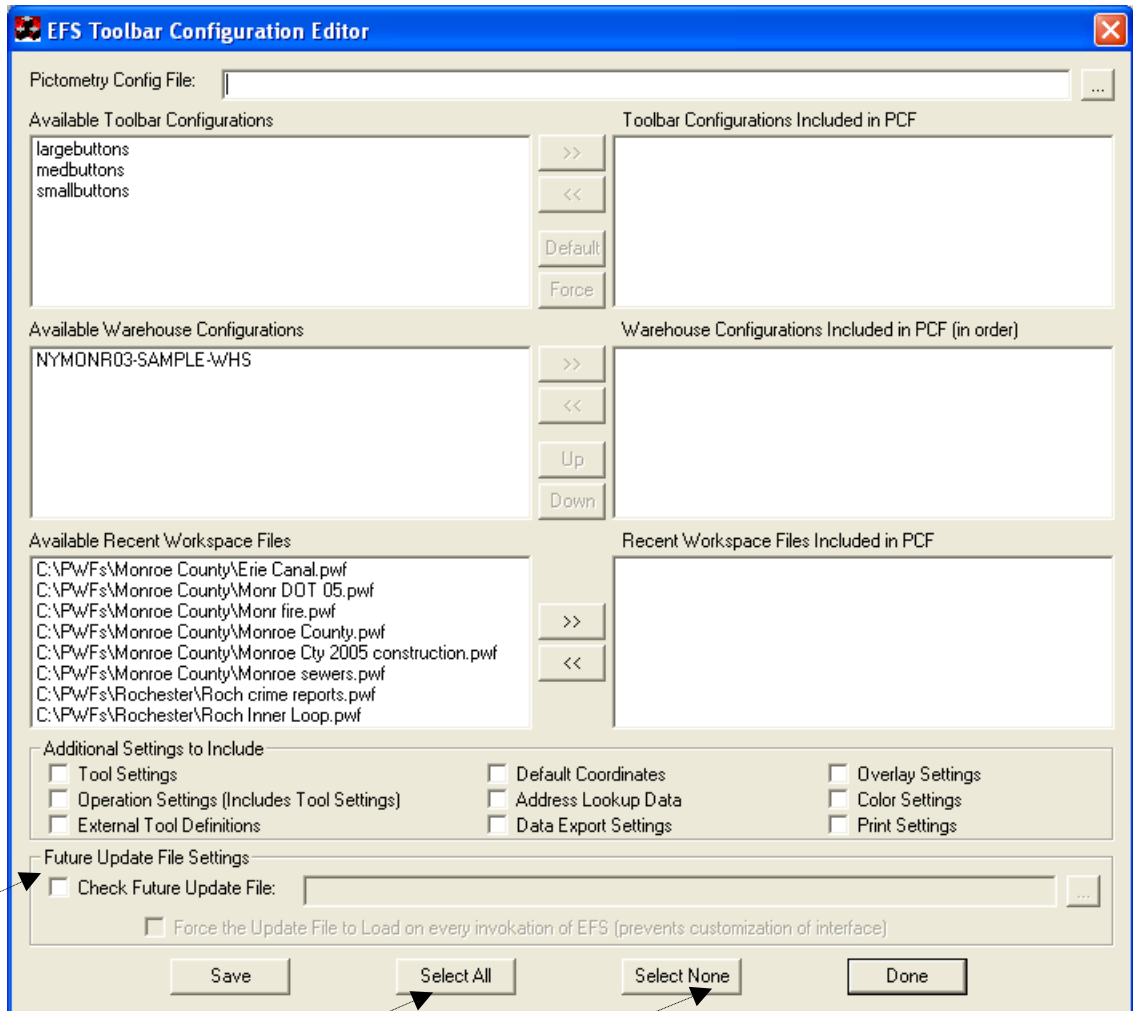 EFS Toolbar Configuration Editor
Pictometry Config File:
...
Available Toolbar Configurations
Toolbar Configurations Included in PCF
largebuttons
medbuttons
smallbuttons
>>
<<
Default
Force
Available Warehouse Configurations
Warehouse Configurations Included in PCF (in order)
NYMONR03-SAMPLE-WHS
>>
<<
Up
Down
Available Recent Workspace Files
Recent Workspace Files Included in PCF
C:\PWFs\Monroe County\Erie Canal.pwf
C:\PWFs\Monroe County\Monr DOT 05.pwf
C:\PWFs\Monroe County\Monr fire.pwf
C:\PWFs\Monroe County\Monroe County.pwf
C:\PWFs\Monroe County\Monroe Cty 2005 construction.pwf
C:\PWFs\Monroe County\Monroe sewers.pwf
C:\PWFs\Rochester\Roch crime reports.pwf
C:\PWFs\Rochester\Roch Inner Loop.pwf
>>
<<
Additional Settings to Include
Tool Settings
Default Coordinates
Overlay Settings
Operation Settings (Includes Tool Settings)
Address Lookup Data
Color Settings
External Tool Definitions
Data Export Settings
Print Settings
Future Update File Settings
Check Future Update File:
...
Force the Update File to Load on every invokation of EFS (prevents customization of interface)
Save
Select All
Select None
Done